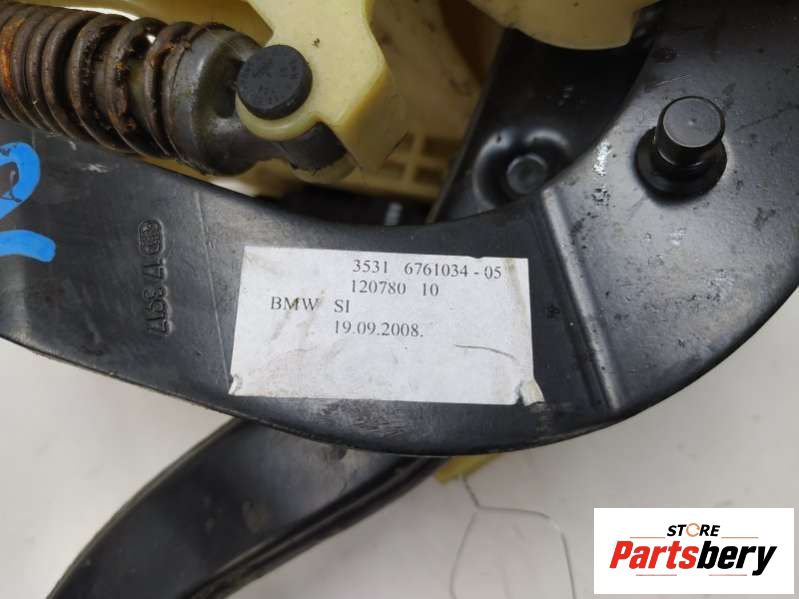 3531 6761034-05
120780 10
BMW SI
19.09.2008.
STORE
Partsbery